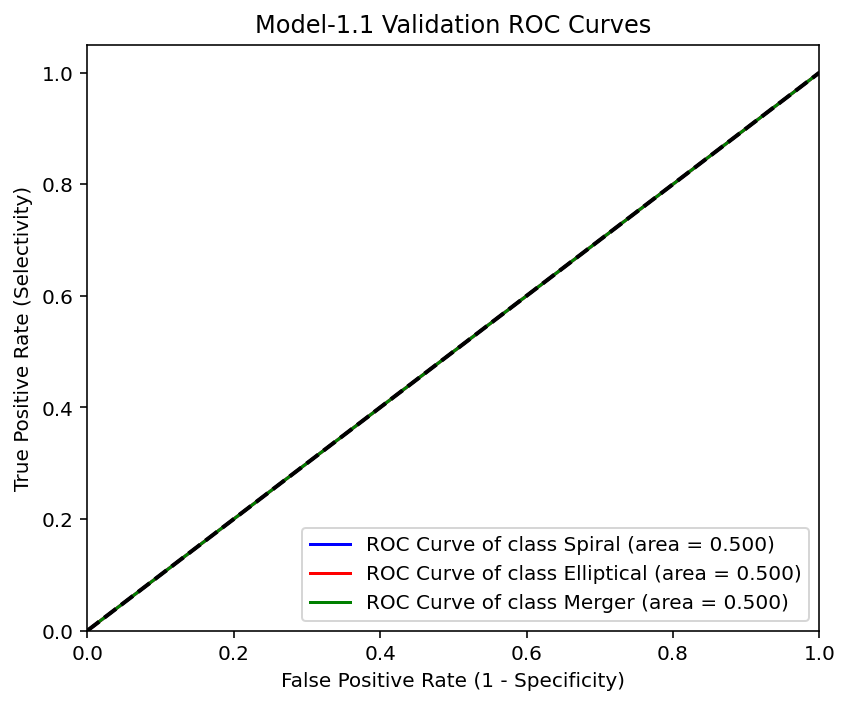 Model-1.1 Validation ROC Curves
True Positive Rate (Selectivity)
1.0
0.8
0.6
0.4
0.2
0.0
ROC Curve of class Spiral (area = 0.500)
ROC Curve of class Elliptical (area = 0.500)
ROC Curve of class Merger (area = 0.500)
0.0 0.2 0.4 0.6 0.8 1.0
False Positive Rate (1 - Specificity)